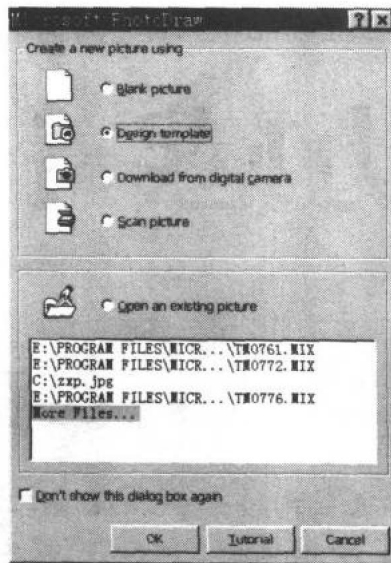 Microsoft PhotoDraw
Create a new picture using
Blank picture
Design template
Download from digital camera
Scan picture
Open an existing picture
E:\PROGRAM FILES\MICR...\TM0761.MIX
E:\PROGRAM FILES\MICR...\TM0772.MIX
C:\zxp.jpg
E:\PROGRAM FILES\MICR...\TM0776.MIX
More Files...
Don't show this dialog box again
OK Tutorial Cancel